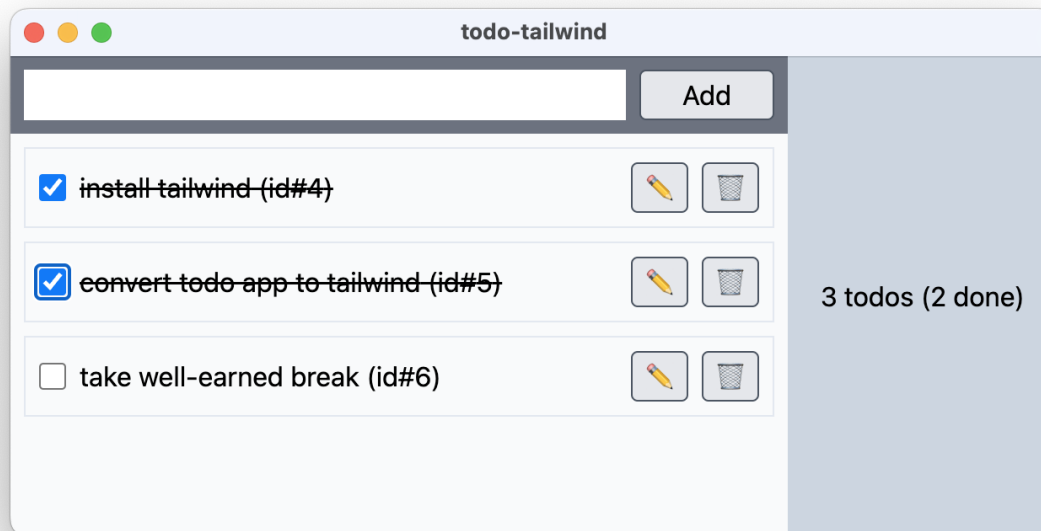 todo-tailwind
Add
install tailwind (id#4)
convert todo app to tailwind (id#5)
take well-earned break (id#6)
3 todos (2 done)